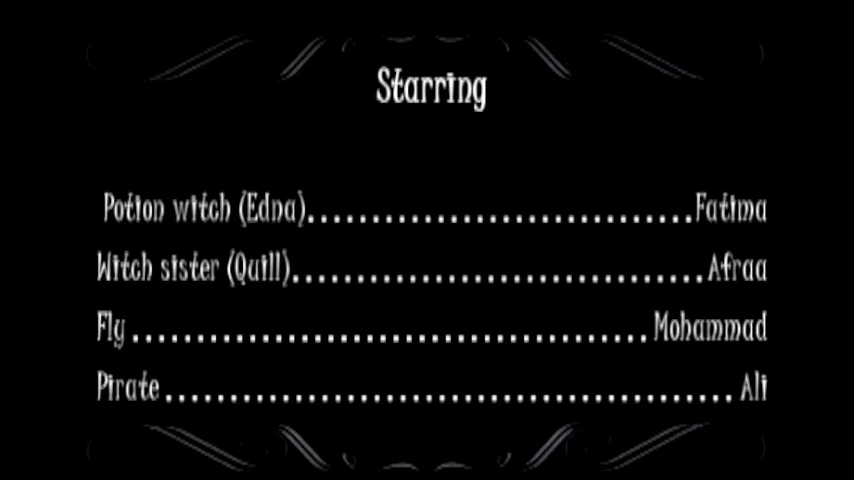 Starring
Potion witch (Edna)..............................Fatima
Witch sister (Quill)................................Afraa
Fly........................................Mohammad
Pirate............................................Ali